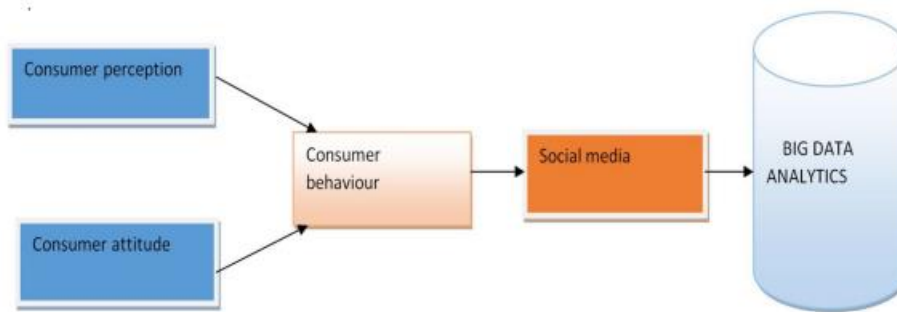 Consumer perception
Consumer attitude
Consumer
behaviour
Social media
BIG DATA
ANALYTICS